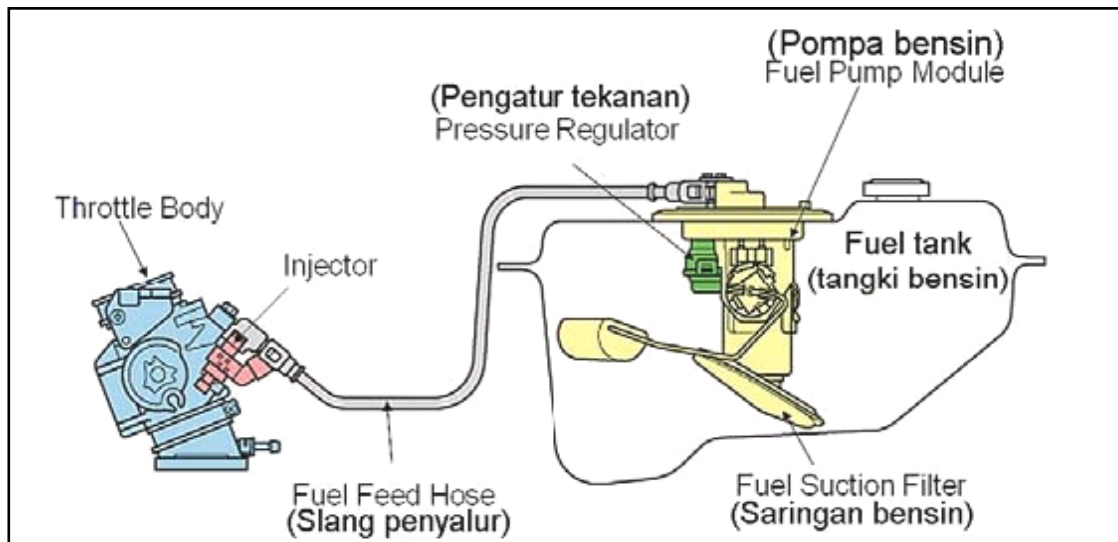 (Pompa bensin)
Fuel Pump Module
(Pengatur tekanan)
Pressure Regulator
Throttle Body
Injector
Fuel tank
(tangki bensin)
Fuel Feed Hose
(Slang penyalur)
Fuel Suction Filter
(Saringan bensin)